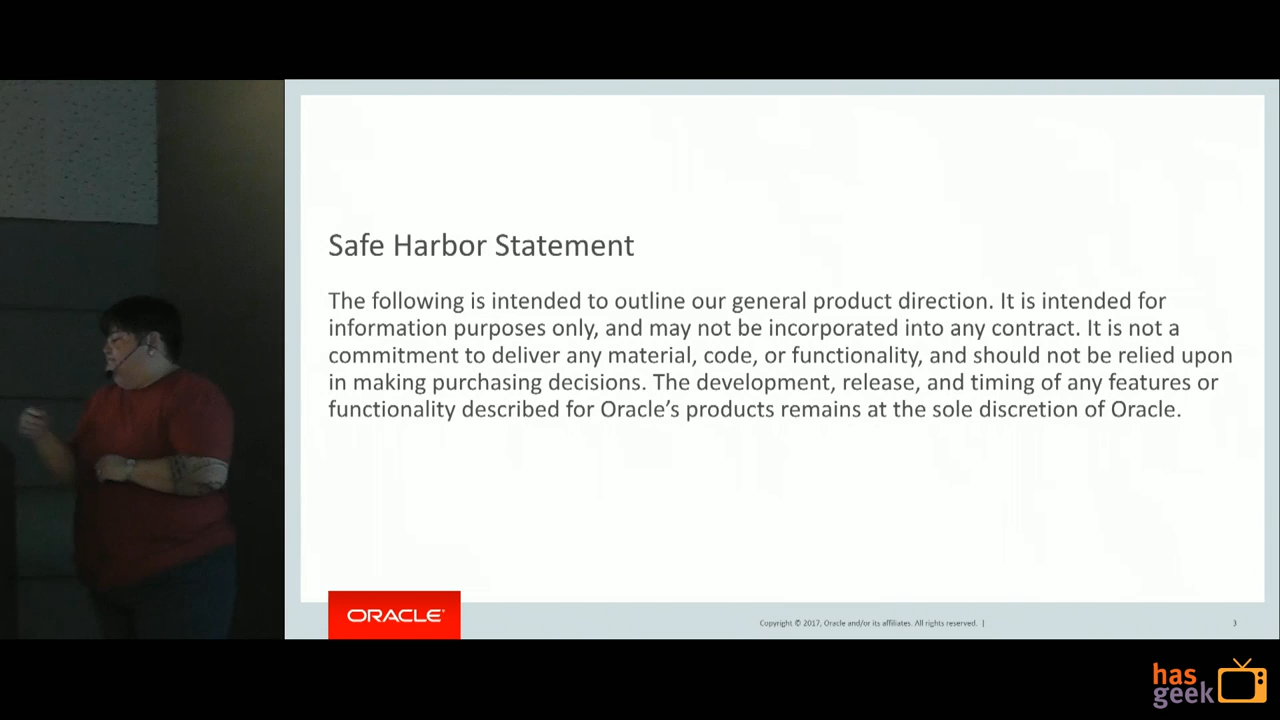 Safe Harbor Statement
The following is intended to outline our general product direction. It is intended for
information purposes only, and may not be incorporated into any contract. It is not a
commitment to deliver any material, code, or functionality, and should not be relied upon
in making purchasing decisions. The development, release, and timing of any features or
functionality described for Oracle’s products remains at the sole discretion of Oracle.
ORACLE®
Copyright © 2017, Oracle and/or its affiliates. All rights reserved. |
3
has
geek